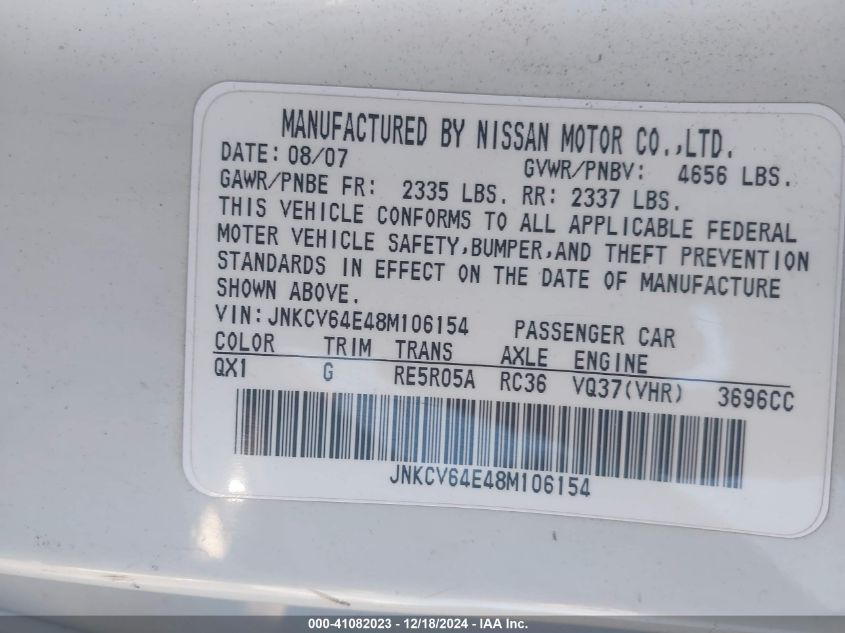 MANUFACTURED BY NISSAN MOTOR CO.,LTD.
DATE: 08/07 GVWR/PNBV: 4656 LBS.
GAWR/PNBE FR: 2335 LBS. RR: 2337 LBS.
THIS VEHICLE CONFORMS TO ALL APPLICABLE FEDERAL
MOTER VEHICLE SAFETY,BUMPER,AND THEFT PREVENTION
STANDARDS IN EFFECT ON THE DATE OF MANUFACTURE
SHOWN ABOVE.
VIN: JNKCV64E48M106154 PASSENGER CAR
COLOR TRIM TRANS AXLE ENGINE
QX1 G RE5R05A RC36 VQ37(VHR) 3696CC
JNKCV64E48M106154
000-41082023 - 12/18/2024 - IAA Inc.